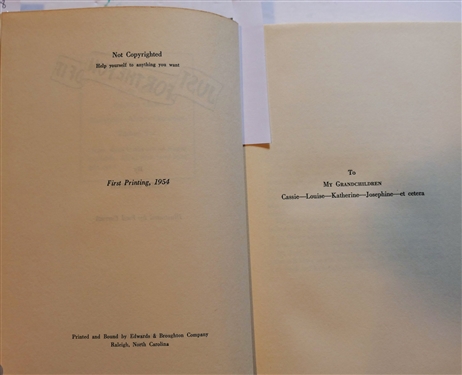 Not Copyrighted
Help yourself to anything you want
First Printing, 1954
Printed and Bound by Edwards & Broughton Company
Raleigh, North Carolina
To
My Grandchildren
Cassie—Louise—Katherine—Josephine—et cetera